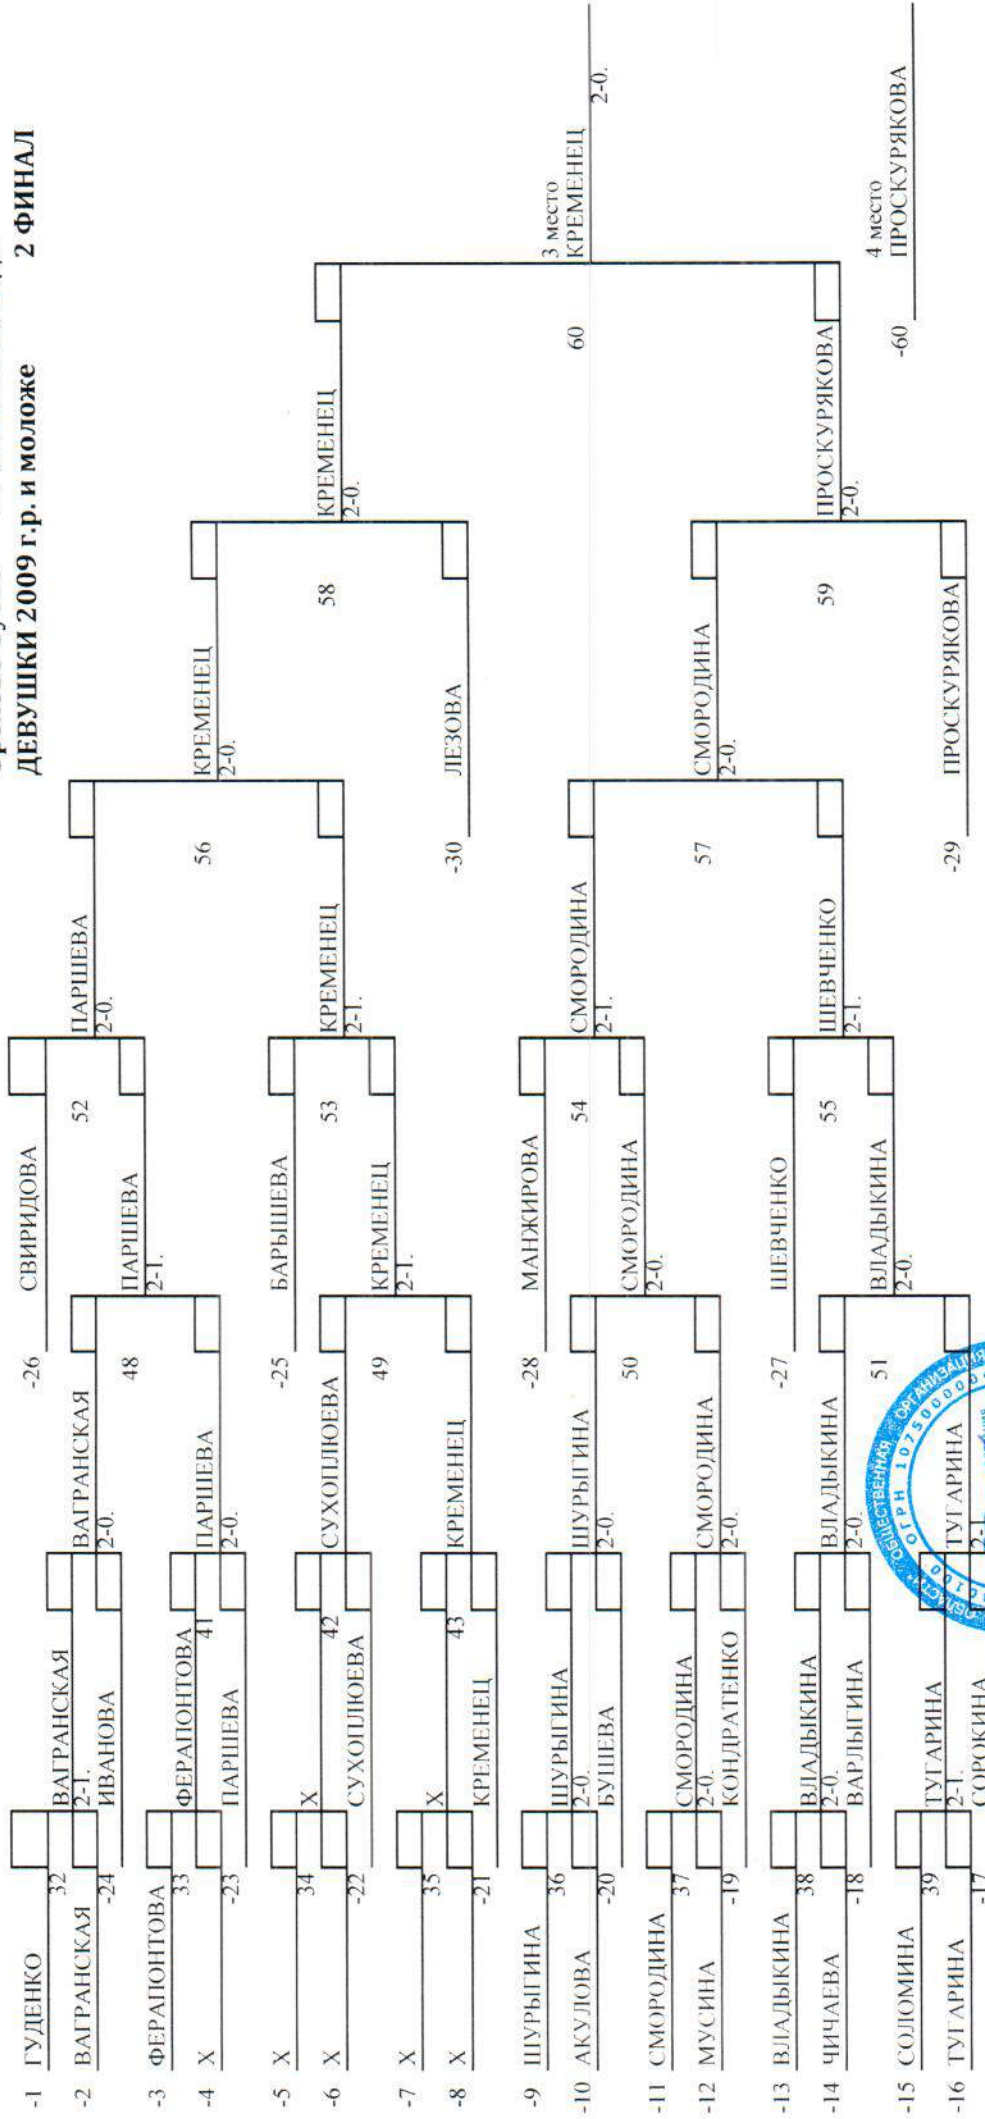 ДЕВУШКИ 2009 г.р. и моложе 2 ФИНАЛ
-1 ГУДЕНКО
32
ВАГРАНСКАЯ
2-1.
-2 ВАГРАНСКАЯ
-24
ИВАНОВА
ВАГРАНСКАЯ
2-0.
-3 ФЕРАПОНТОВА
33
ФЕРАПОНТОВА
-4 X
41
-23
ПАРШЕВА
ПАРШЕВА
2-0.
48
ПАРШЕВА
2-1.
-26
СВИРИДОВА
52
ПАРШЕВА
2-0.
-5 X
34
X
-6 X
42
-22
СУХОПЛЮЕВА
СУХОПЛЮЕВА
-7 X
35
X
-8 X
43
-21
КРЕМЕНЕЦ
КРЕМЕНЕЦ
49
КРЕМЕНЕЦ
2-1.
-25
БАРЫШЕВА
53
КРЕМЕНЕЦ
2-1.
56
КРЕМЕНЕЦ
2-0.
-30
ЛЕЗОВА
58
КРЕМЕНЕЦ
2-0.
-9 ШУРЫГИНА
36
ШУРЫГИНА
2-0.
-10 АКУЛОВА
-20
БУШЕВА
ШУРЫГИНА
2-0.
-11 СМОРОДИНА
37
СМОРОДИНА
2-0.
-12 МУСИНА
-19
КОНДРАТЕНКО
СМОРОДИНА
2-0.
50
СМОРОДИНА
2-0.
-28
МАНЖИРОВА
54
СМОРОДИНА
2-1.
-13 ВЛАДЫКИНА
38
ВЛАДЫКИНА
2-0.
-14 ЧИЧАЕВА
-18
ВАРЛЫГИНА
ВЛАДЫКИНА
2-0.
-15 СОЛОМИНА
39
ТУГАРИНА
2-1.
-16 ТУГАРИНА
-17
СОРОКИНА
ТУГАРИНА
2-1.
51
ВЛАДЫКИНА
2-0.
-27
ШЕВЧЕНКО
55
ШЕВЧЕНКО
2-1.
57
СМОРОДИНА
2-0.
-29
ПРОСКУРЯКОВА
59
ПРОСКУРЯКОВА
2-0.
60
3 место
КРЕМЕНЕЦ
2-0.
-60
4 место
ПРОСКУРЯКОВА
ОБЛАСТИ ОБЩЕСТВЕННАЯ ОРГАНИЗАЦИЯ
ОГРН 107500000